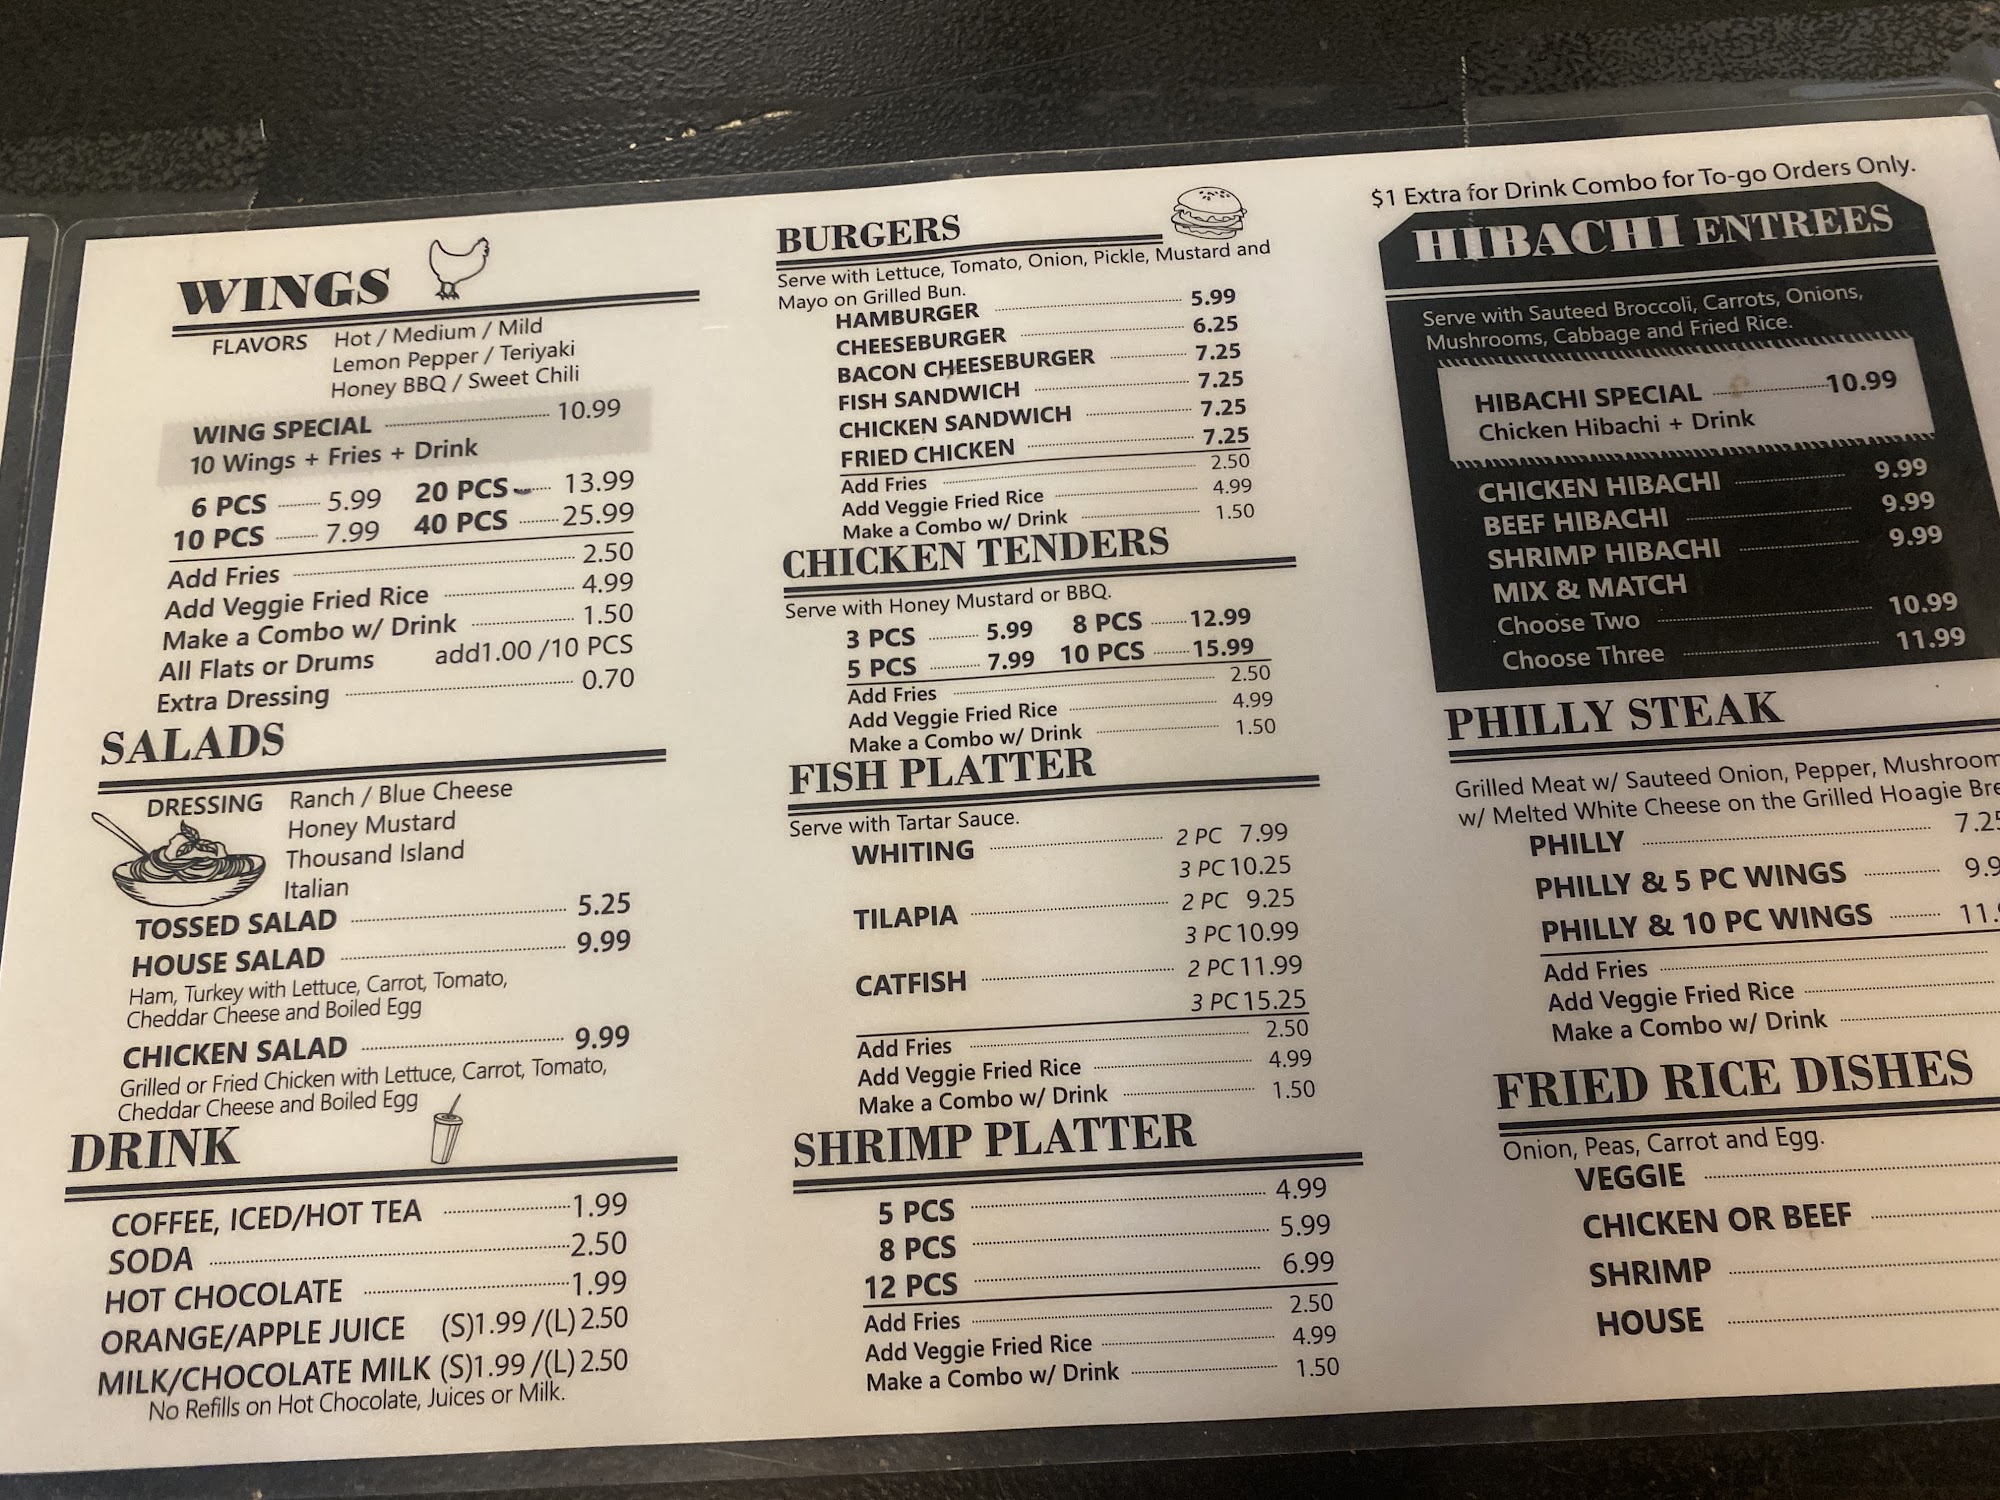 WINGS
FLAVORS Hot / Medium / Mild
Lemon Pepper / Teriyaki
Honey BBQ / Sweet Chili
WING SPECIAL 10.99
10 Wings + Fries + Drink
6 PCS 5.99 20 PCS 13.99
10 PCS 7.99 40 PCS 25.99
Add Fries 2.50
Add Veggie Fried Rice 4.99
Make a Combo w/ Drink 1.50
All Flats or Drums add1.00 /10 PCS
Extra Dressing 0.70
SALADS
DRESSING Ranch / Blue Cheese
Honey Mustard
Thousand Island
Italian
TOSSED SALAD 5.25
HOUSE SALAD 9.99
Ham, Turkey with Lettuce, Carrot, Tomato,
Cheddar Cheese and Boiled Egg
CHICKEN SALAD 9.99
Grilled or Fried Chicken with Lettuce, Carrot, Tomato,
Cheddar Cheese and Boiled Egg
DRINK
COFFEE, ICED/HOT TEA 1.99
SODA 2.50
HOT CHOCOLATE 1.99
ORANGE/APPLE JUICE (S)1.99 /(L) 2.50
MILK/CHOCOLATE MILK (S)1.99 /(L) 2.50
No Refills on Hot Chocolate, Juices or Milk.
BURGERS
Serve with Lettuce, Tomato, Onion, Pickle, Mustard and
Mayo on Grilled Bun.
HAMBURGER 5.99
CHEESEBURGER 6.25
BACON CHEESEBURGER 7.25
FISH SANDWICH 7.25
CHICKEN SANDWICH 7.25
FRIED CHICKEN 7.25
Add Fries 2.50
Add Veggie Fried Rice 4.99
Make a Combo w/ Drink 1.50
CHICKEN TENDERS
Serve with Honey Mustard or BBQ.
3 PCS 5.99 8 PCS 12.99
5 PCS 7.99 10 PCS 15.99
Add Fries 2.50
Add Veggie Fried Rice 4.99
Make a Combo w/ Drink 1.50
FISH PLATTER
Serve with Tartar Sauce.
WHITING 2 PC 7.99
3 PC 10.25
TILAPIA 2 PC 9.25
3 PC 10.99
CATFISH 2 PC 11.99
3 PC 15.25
Add Fries 2.50
Add Veggie Fried Rice 4.99
Make a Combo w/ Drink 1.50
SHRIMP PLATTER
5 PCS 4.99
8 PCS 5.99
12 PCS 6.99
Add Fries 2.50
Add Veggie Fried Rice 4.99
Make a Combo w/ Drink 1.50
$1 Extra for Drink Combo for To-go Orders Only.
HIBACHI ENTREES
Serve with Sauteed Broccoli, Carrots, Onions,
Mushrooms, Cabbage and Fried Rice.
HIBACHI SPECIAL 10.99
Chicken Hibachi + Drink
CHICKEN HIBACHI 9.99
BEEF HIBACHI 9.99
SHRIMP HIBACHI 9.99
MIX & MATCH
Choose Two 10.99
Choose Three 11.99
PHILLY STEAK
Grilled Meat w/ Sauteed Onion, Pepper, Mushroom
w/ Melted White Cheese on the Grilled Hoagie
PHILLY 7.25
PHILLY & 5 PC WINGS
PHILLY & 10 PC WINGS
Add Fries
Add Veggie Fried Rice
Make a Combo w/ Drink
FRIED RICE DISHES
Onion, Peas, Carrot and Egg.
VEGGIE
CHICKEN OR BEEF
SHRIMP
HOUSE